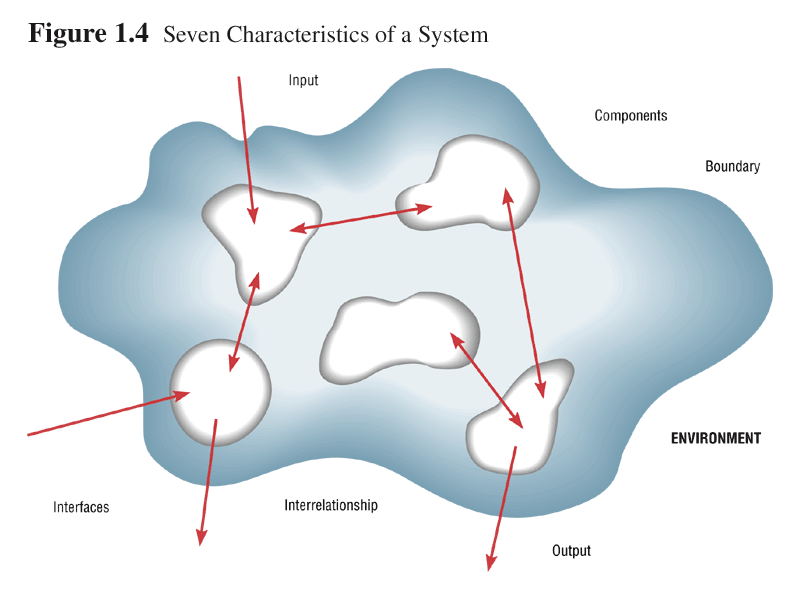 Figure 1.4 Seven Characteristics of a System
Input
Components
Boundary
ENVIRONMENT
Interfaces
Interrelationship
Output